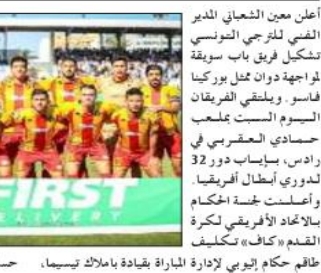 أعلن معين الشعباني المدير
الفني للترجي التونسي
تشكيل فريق باب سويقة
لمواجهة دوان ممثل بوركينا
فاسو. ويلتقي الفريقان
اليوم السبت بملعب
حمادي العقربي في
رادس، بإياب دور 32
لدوري أبطال أفريقيا.
وأعلنت لجنة الحكام
بالاتحاد الأفريقي لكرة
القدم «كاف» تكليف
طاقم حكام إثيوبي لإدارة المباراة بقيادة باملاك تيسيما،
FIRST
DELIVERY